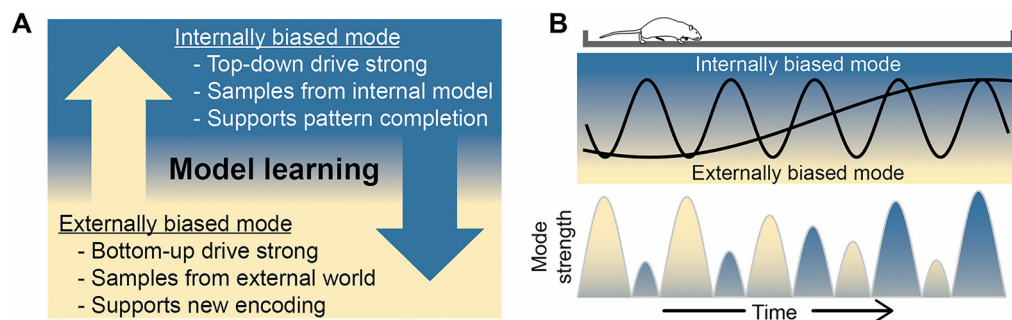 A
Internally biased mode
- Top-down drive strong
- Samples from internal model
- Supports pattern completion
Model learning
Externally biased mode
- Bottom-up drive strong
- Samples from external world
- Supports new encoding
B
Internally biased mode
Externally biased mode
Mode
strength
Time